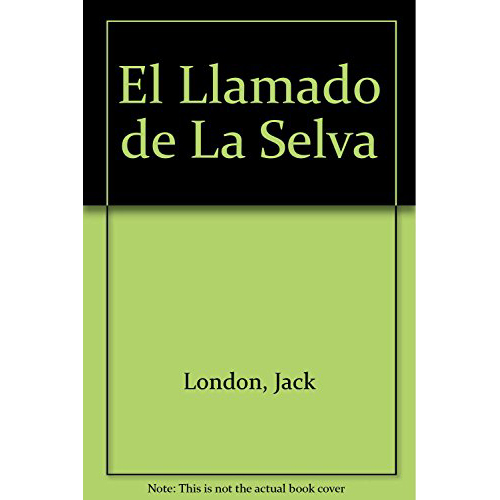 El Llamado
de La Selva
London, Jack
Note: This is not the actual book cover